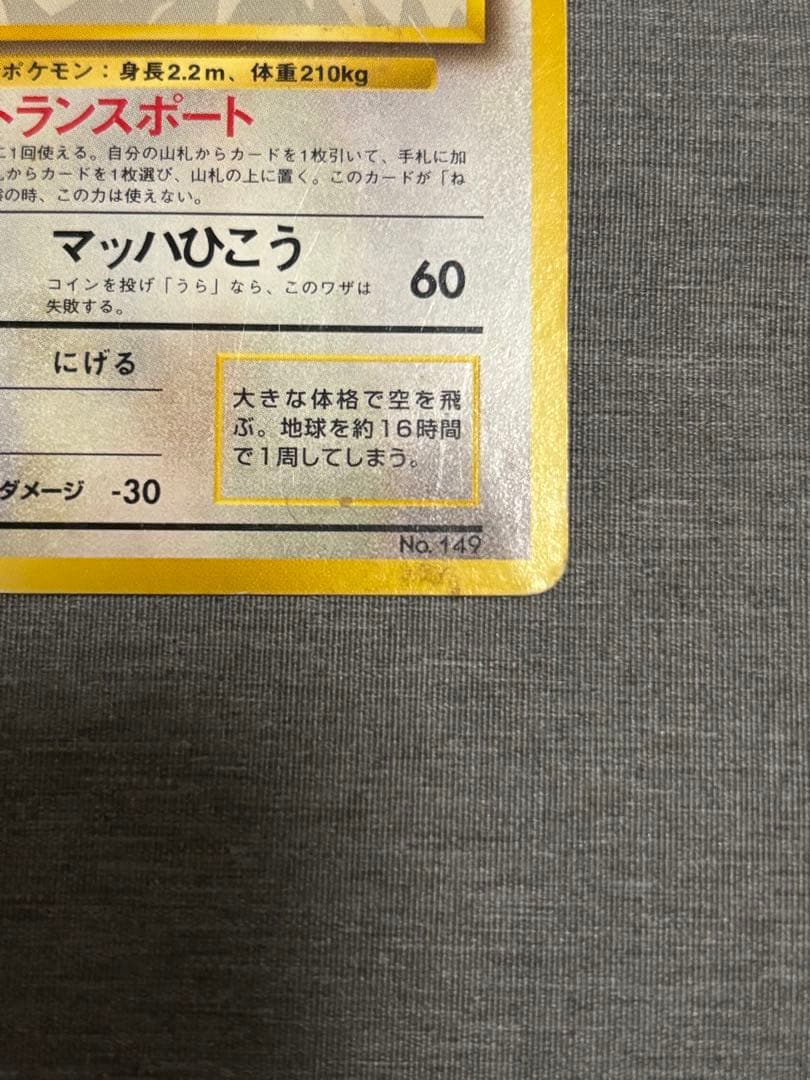 ポケモン：身長2.2m、体重210kg
トランスポート
に1回使える。自分の山札からカードを1枚引いて、手札に加
からカードを1枚選び、山札の上に置く。このカードが「ね
の時、この力は使えない。
マッハひこう 60
コインを投げ「うら」なら、このワザは
失敗する。
にげる
大きな体格で空を飛
ぶ。地球を約16時間
で1周してしまう。
ダメージ -30
No. 149